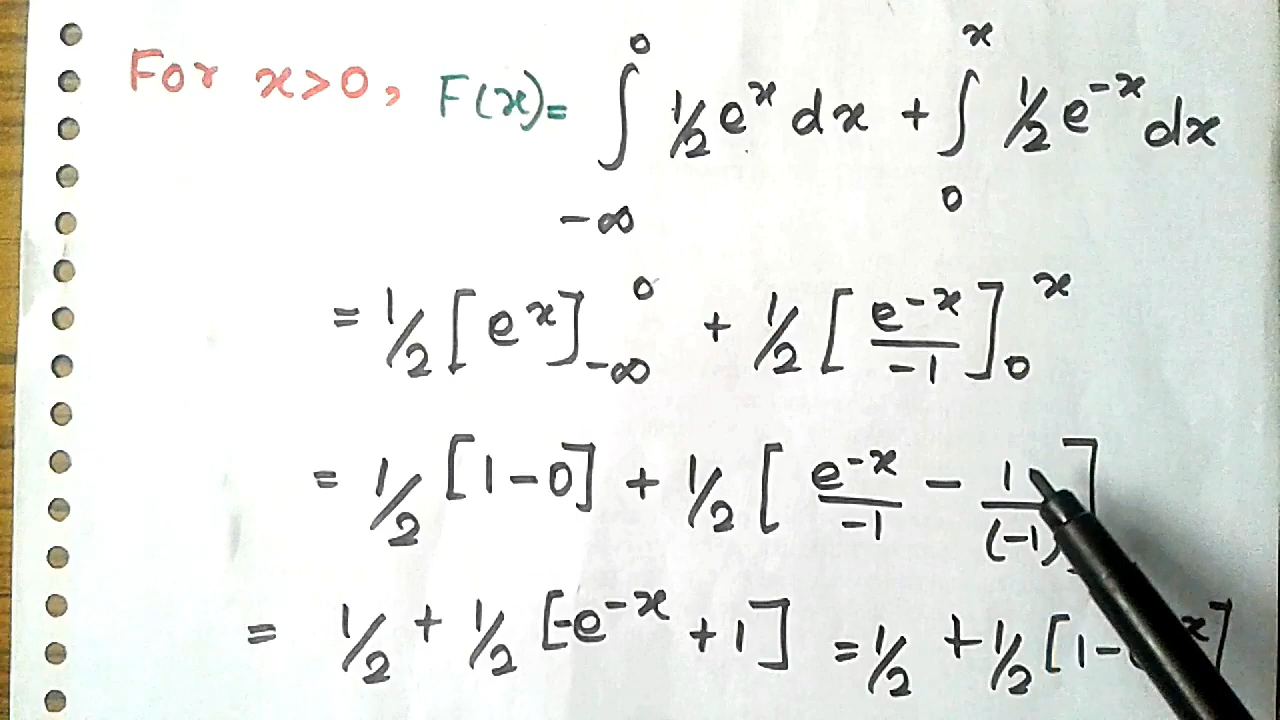 For x>0, F(x)= ∫_{-∞}^{0} ½e^x dx + ∫_{0}^{x} ½e^{-x} dx
= ½[e^x]_{-∞}^{0} + ½[e^{-x}/-1]_{0}^{x}
= ½[1-0] + ½[e^{-x}/-1 - 1/(-1)]
= ½ + ½[-e^{-x} + 1] = ½ + ½[1- x]